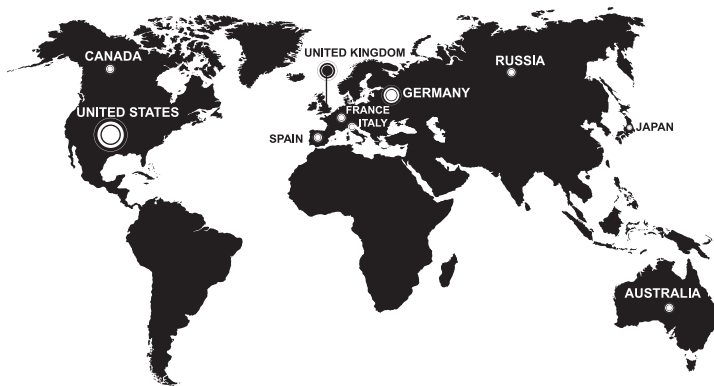 CANADA
UNITED KINGDOM
RUSSIA
GERMANY
UNITED STATES
FRANCE
ITALY
SPAIN
JAPAN
AUSTRALIA